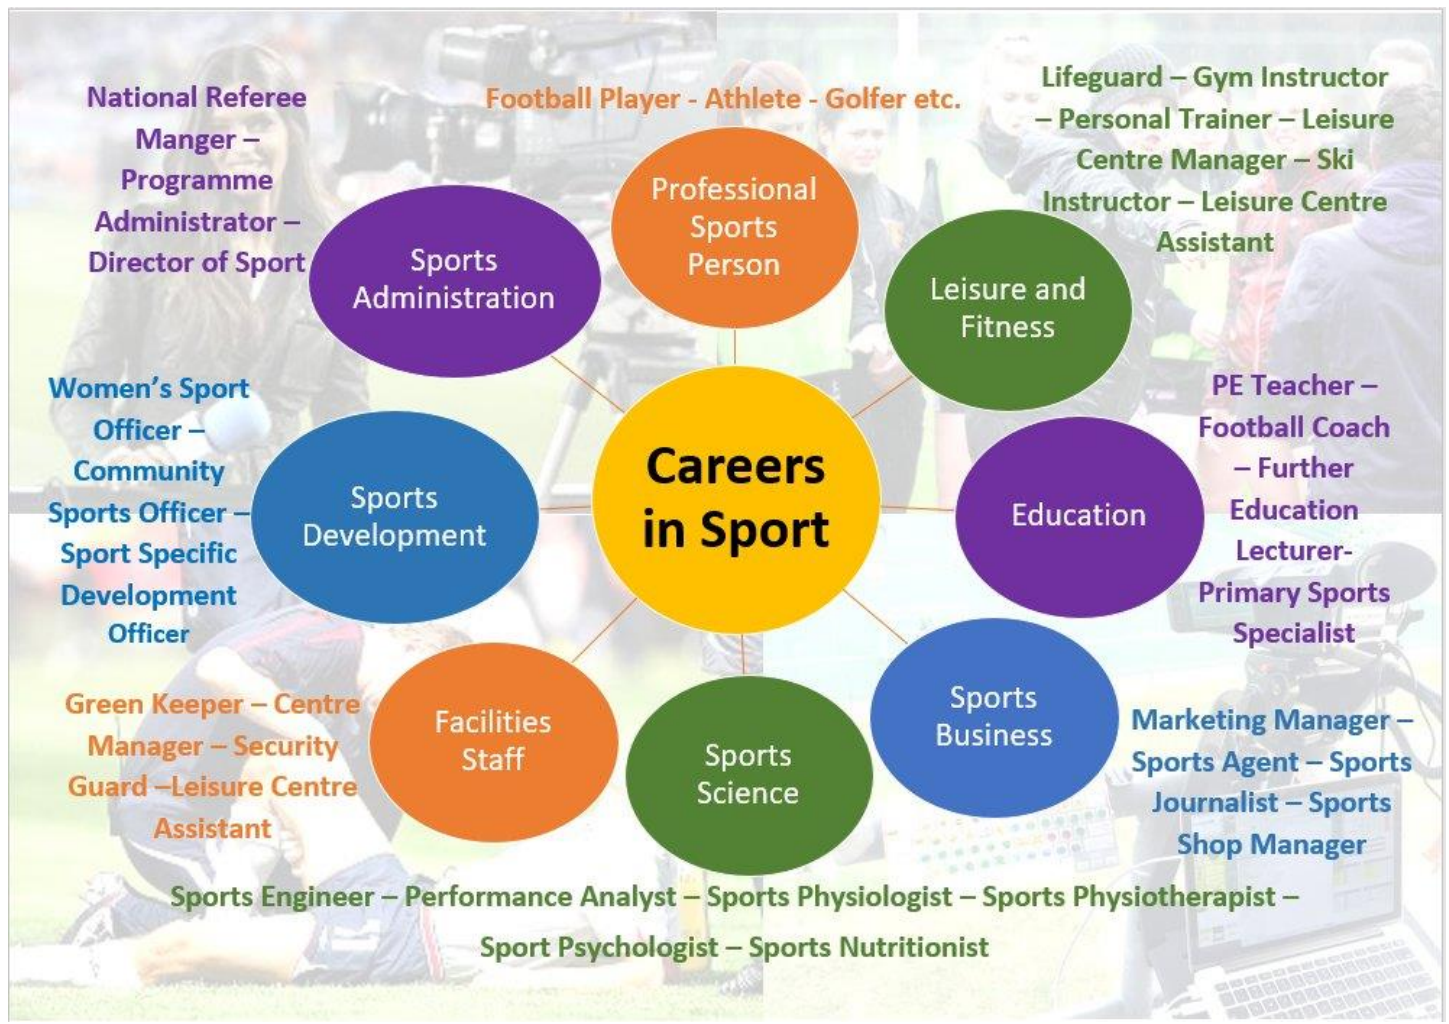 National Referee
Manger –
Programme
Administrator –
Director of Sport
Sports
Administration
Football Player - Athlete - Golfer etc.
Professional
Sports
Person
Lifeguard – Gym Instructor
– Personal Trainer – Leisure
Centre Manager – Ski
Instructor – Leisure Centre
Assistant
Leisure and
Fitness
Women's Sport
Officer –
Community
Sports Officer –
Sport Specific
Development
Officer
Sports
Development
Careers
in Sport
Education
PE Teacher –
Football Coach
– Further
Education
Lecturer-
Primary Sports
Specialist
Green Keeper – Centre
Manager – Security
Guard –Leisure Centre
Assistant
Facilities
Staff
Sports
Science
Sports
Business
Marketing Manager –
Sports Agent – Sports
Journalist – Sports
Shop Manager
Sports Engineer – Performance Analyst – Sports Physiologist – Sports Physiotherapist –
Sport Psychologist – Sports Nutritionist